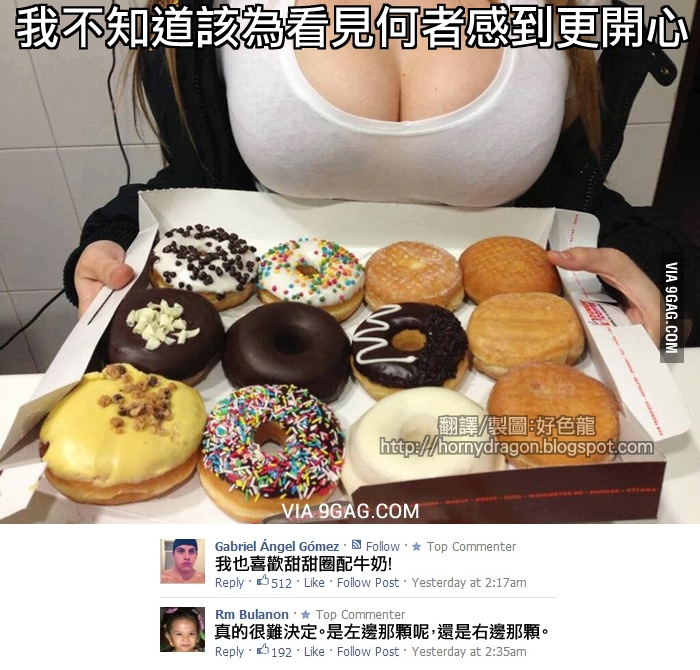 我不知道該為看見何者感到更開心
VIA 9GAG.COM
翻譯/製圖:好色龍
http://hornydragon.blogspot.com
VIA 9GAG.COM
Gabriel Ángel Gómez · Follow · Top Commenter
我也喜歡甜甜圈配牛奶!
Reply · 512 · Like · Follow Post · Yesterday at 2:17am
Rm Bulanon · Top Commenter
真的很難決定。是左邊那顆呢,還是右邊那顆。
Reply · 192 · Like · Follow Post · Yesterday at 2:35am